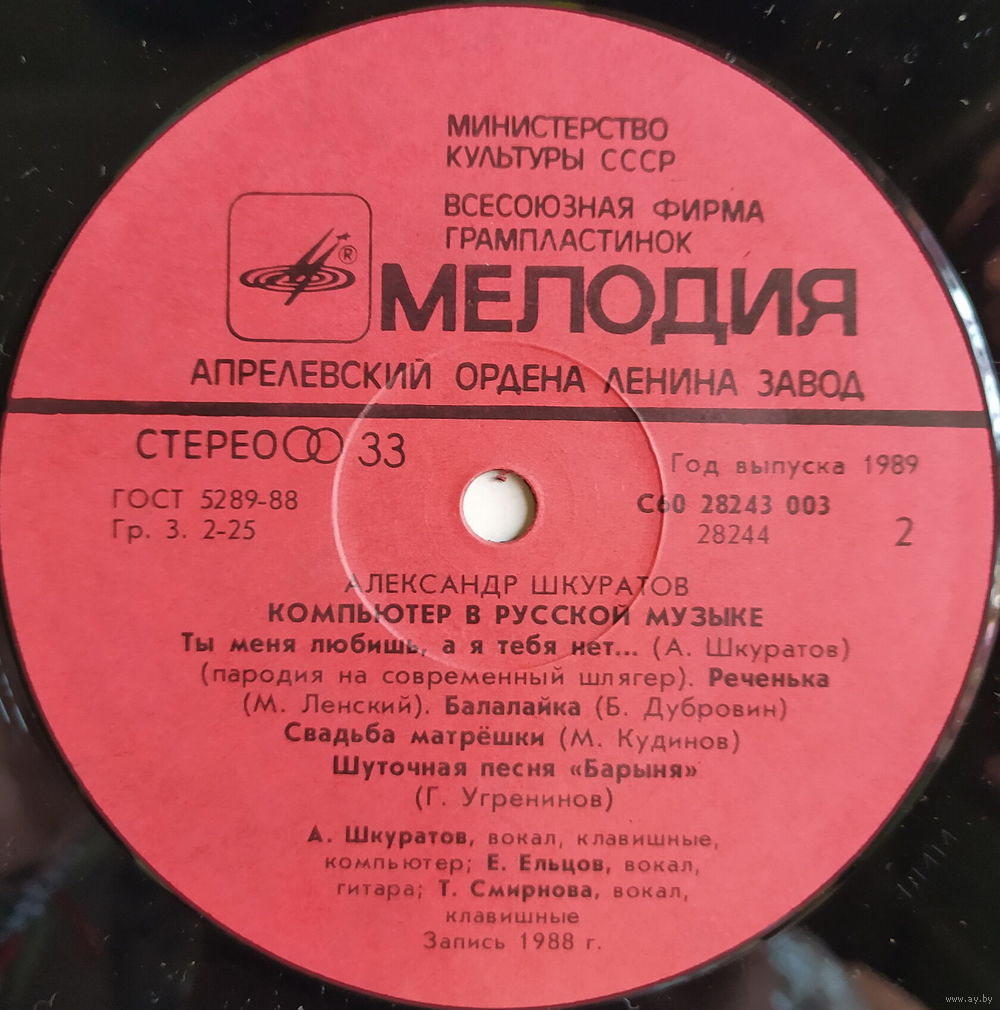 МИНИСТЕРСТВО
КУЛЬТУРЫ СССР
ВСЕСОЮЗНАЯ ФИРМА
ГРАМПЛАСТИНОК
®
МЕЛОДИЯ
АПРЕЛЕВСКИЙ ОРДЕНА ЛЕНИНА ЗАВОД
СТЕРЕО 33
Год выпуска 1989
ГОСТ 5289-88
С60 28243 003
Гр. 3. 2-25
28244
2
АЛЕКСАНДР ШКУРАТОВ
КОМПЬЮТЕР В РУССКОЙ МУЗЫКЕ
Ты меня любишь, а я тебя нет... (А. Шкуратов)
(пародия на современный шлягер). Реченька
(М. Ленский). Балалайка (Б. Дубровин)
Свадьба матрёшки (М. Кудинов)
Шуточная песня «Барыня»
(Г. Угренинов)
А. Шкуратов, вокал, клавишные,
компьютер; Е. Ельцов, вокал,
гитара; Т. Смирнова, вокал,
клавишные
Запись 1988 г.
www.ay.by